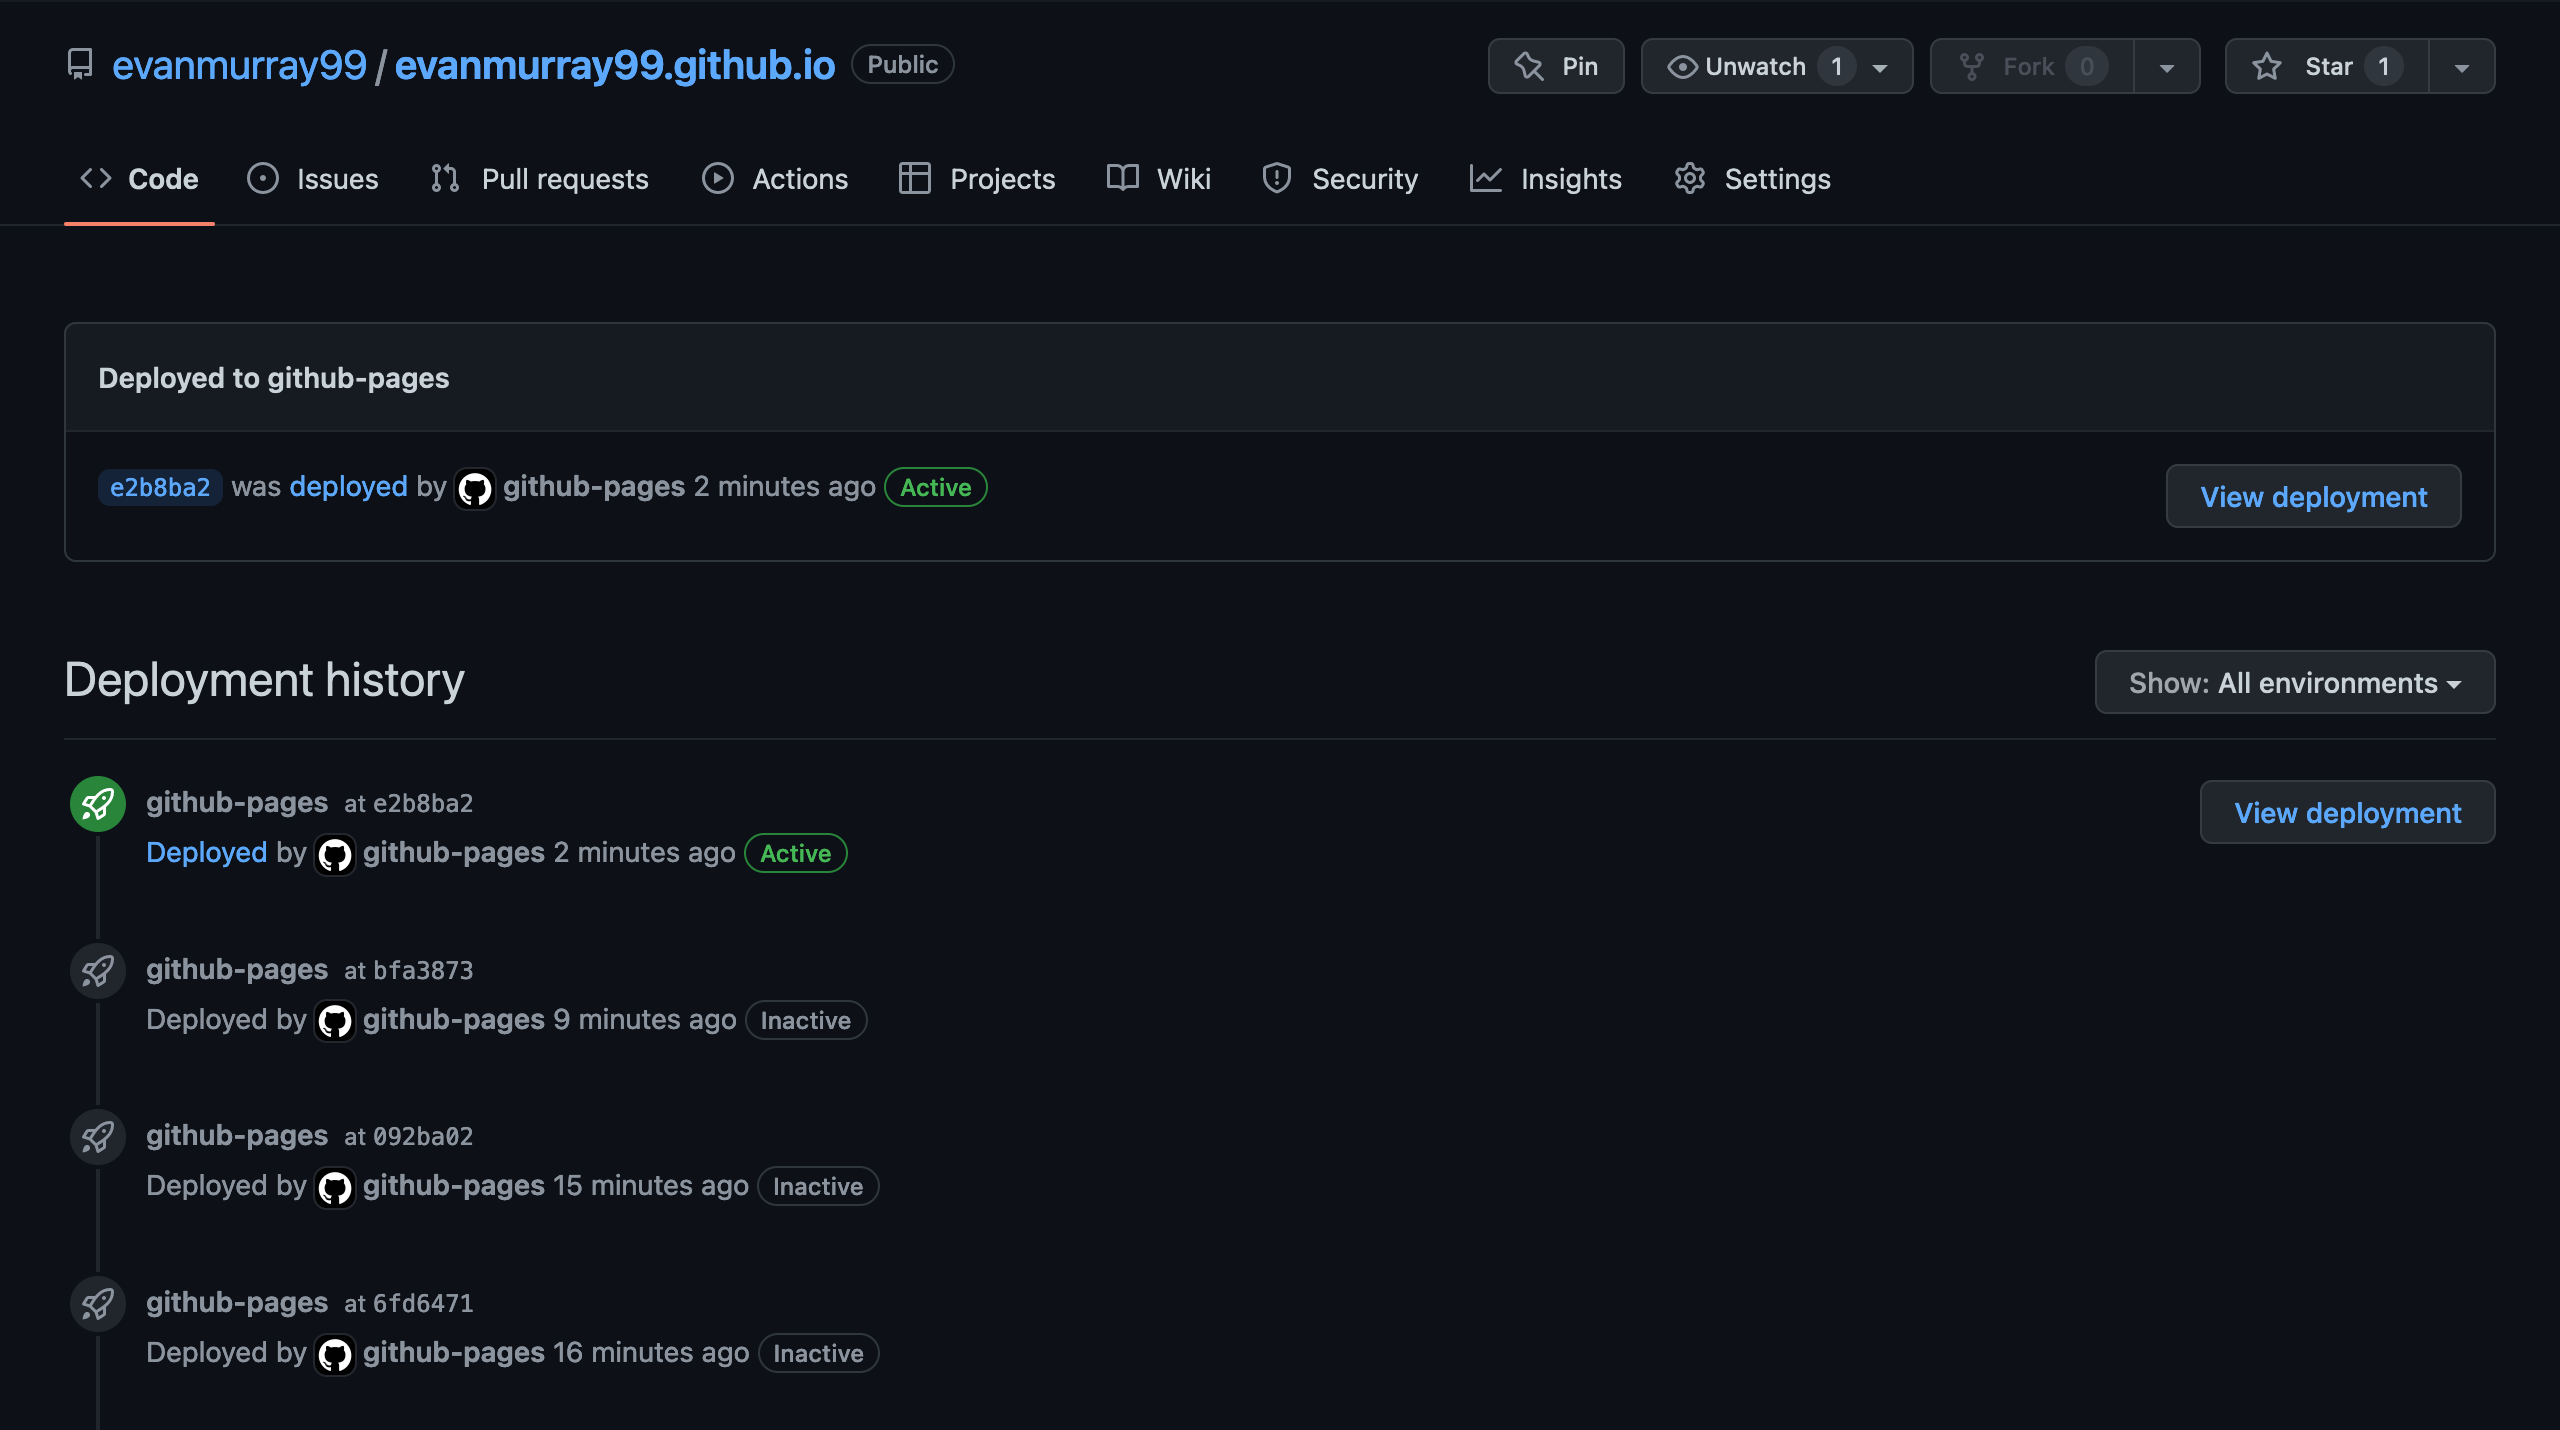 evanmurray99 / evanmurray99.github.io Public
Pin Unwatch 1 Fork 0 Star 1
Code Issues Pull requests Actions Projects Wiki Security Insights Settings
Deployed to github-pages
e2b8ba2 was deployed by github-pages 2 minutes ago Active View deployment
Deployment history Show: All environments
github-pages at e2b8ba2 View deployment
Deployed by github-pages 2 minutes ago Active
github-pages at bfa3873
Deployed by github-pages 9 minutes ago Inactive
github-pages at 092ba02
Deployed by github-pages 15 minutes ago Inactive
github-pages at 6fd6471
Deployed by github-pages 16 minutes ago Inactive